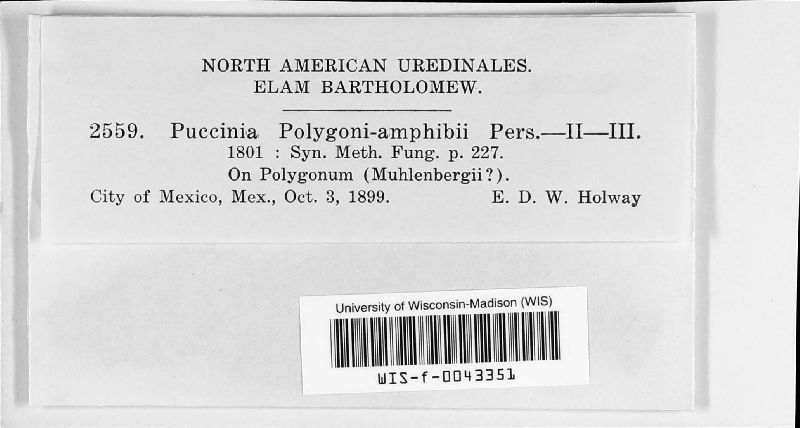 NORTH AMERICAN UREDINALES.
ELAM BARTHOLOMEW.
2559. Puccinia Polygoni-amphibii Pers.—II—III.
1801 : Syn. Meth. Fung. p. 227.
On Polygonum (Muhlenbergii?).
City of Mexico, Mex., Oct. 3, 1899. E. D. W. Holway
University of Wisconsin-Madison (WIS)
WIS-f-0043351